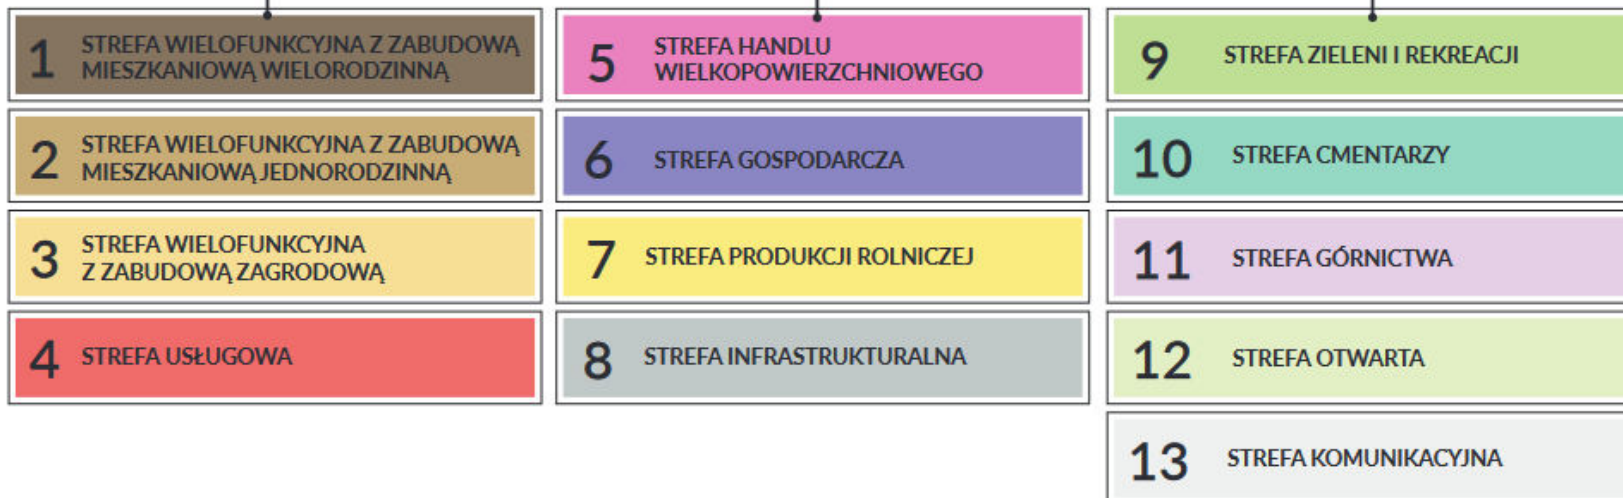 1 STREFA WIELOFUNKCYJNA Z ZABUDOWĄ
MIESZKANIOWĄ WIELORODZINNĄ
2 STREFA WIELOFUNKCYJNA Z ZABUDOWĄ
MIESZKANIOWĄ JEDNORODZINNĄ
3 STREFA WIELOFUNKCYJNA
Z ZABUDOWĄ ZAGRODOWĄ
4 STREFA USŁUGOWA
5 STREFA HANDLU
WIELKOPOWIERZCHNIOWEGO
6 STREFA GOSPODARCZA
7 STREFA PRODUKCJI ROLNICZEJ
8 STREFA INFRASTRUKTURALNA
9 STREFA ZIELENI I REKREACJI
10 STREFA CMENTARZY
11 STREFA GÓRNICTWA
12 STREFA OTWARTA
13 STREFA KOMUNIKACYJNA